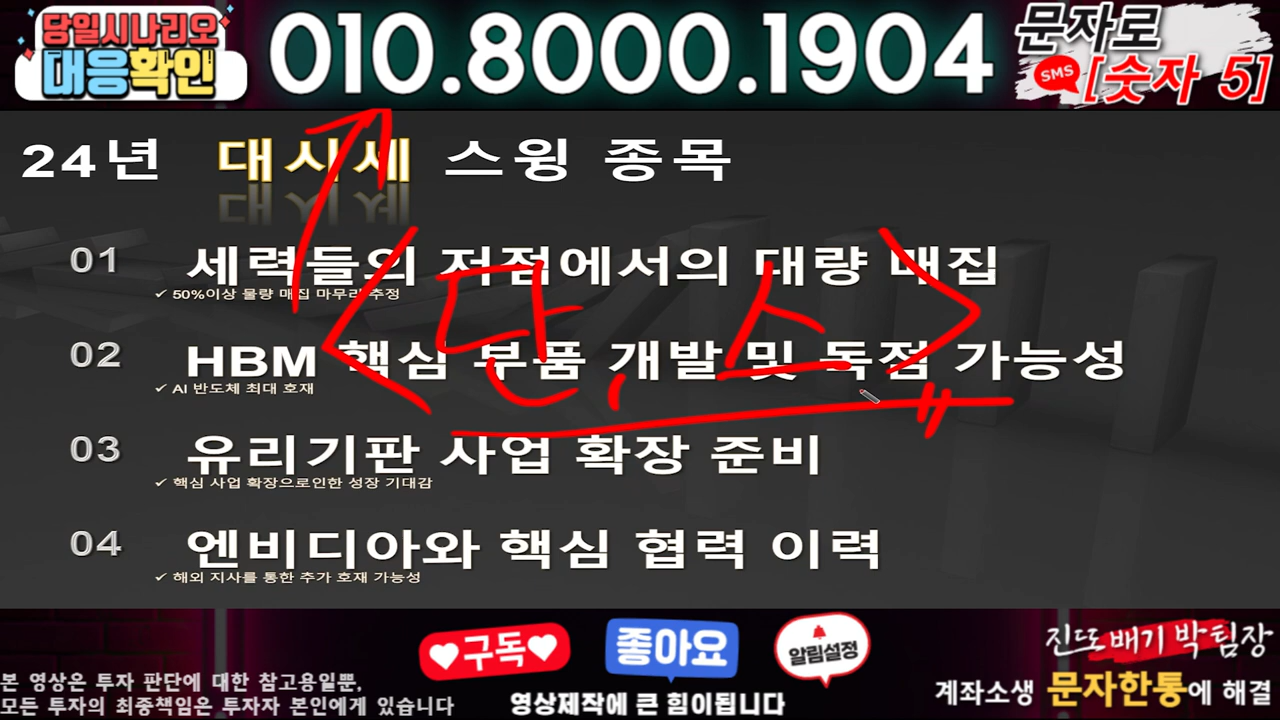 당일시나리오
대응확인
010.8000.1904
문자로
SMS
[숫자 5]
24년 대시세 스윙 종목
01 세력들의 저점에서의 대량 매집
✓ 50%이상 물량 매집 마무리 추정
<단, 스>
02 HBM 핵심 부품 개발 및 독점 가능성
✓ AI 반도체 최대 호재
03 유리기판 사업 확장 준비
✓ 핵심 사업 확장으로인한 성장 기대감
04 엔비디아와 핵심 협력 이력
✓ 해외 지사를 통한 추가 호재 가능성
구독
좋아요
알림설정
영상제작에 큰 힘이됩니다
본 영상은 투자 판단에 대한 참고용일뿐,
모든 투자의 최종책임은 투자자 본인에게 있습니다
진또배기 박팀장
계좌소생 문자한통에 해결